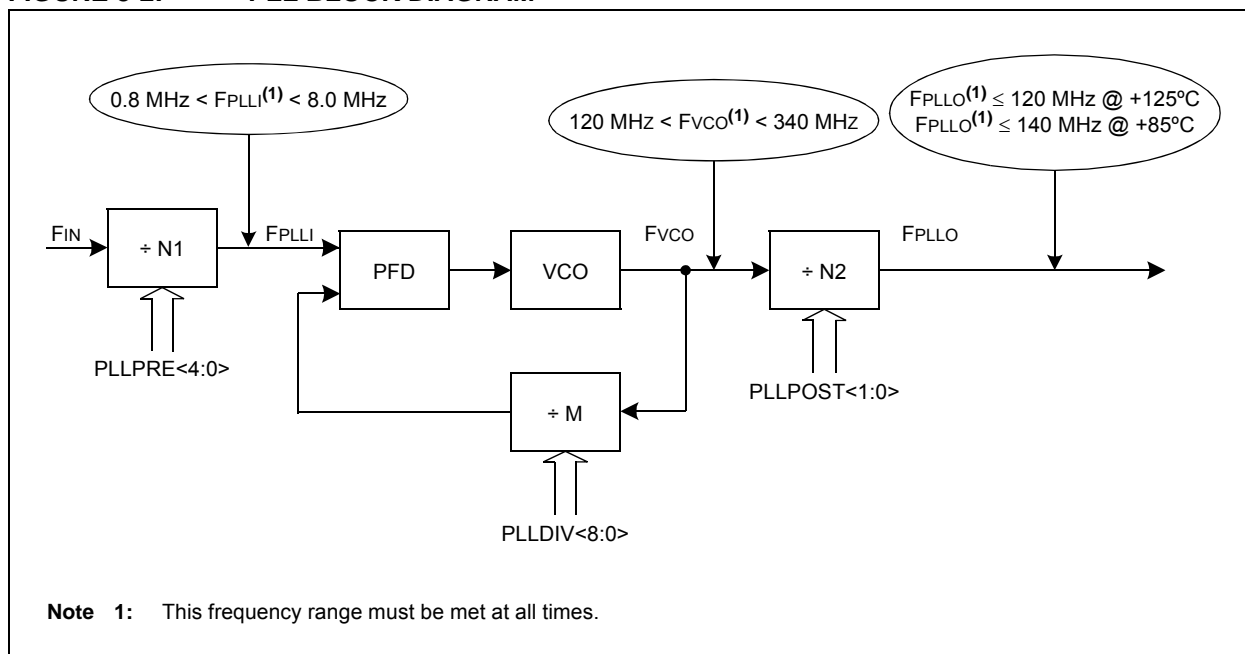 0.8 MHz < FPLLI(1) < 8.0 MHz
120 MHz < FVCO(1) < 340 MHz
FPLLO(1) ≤ 120 MHz @ +125ºC
FPLLO(1) ≤ 140 MHz @ +85ºC
FIN
÷ N1
FPLLI
PFD
VCO
FVCO
÷ N2
FPLLO
PLLPRE<4:0>
÷ M
PLLPOST<1:0>
PLLDIV<8:0>
Note 1: This frequency range must be met at all times.